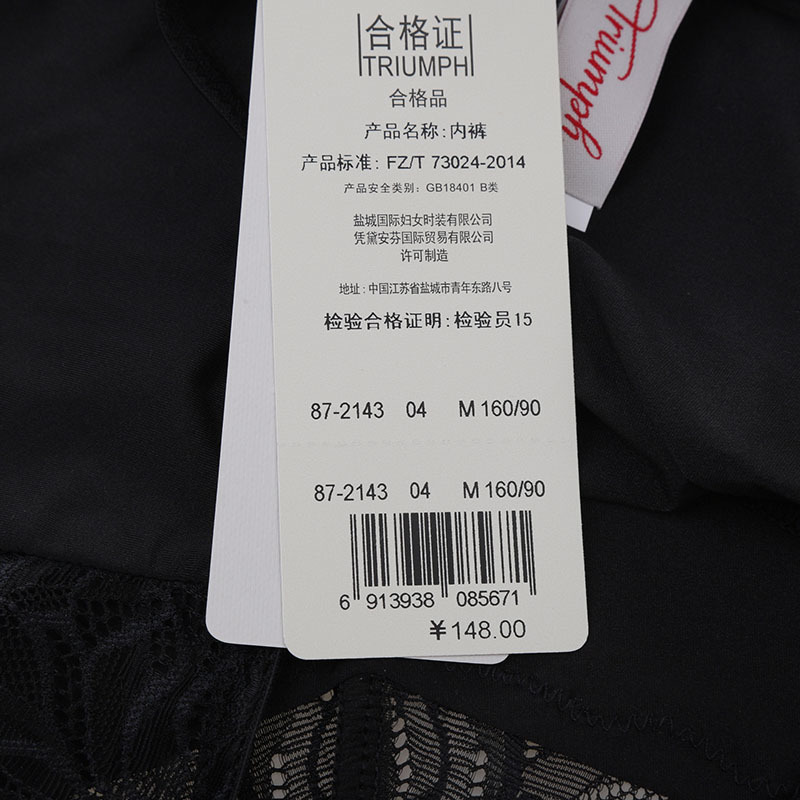 合格证
TRIUMPH
合格品
产品名称:内裤
产品标准: FZ/T 73024-2014
产品安全类别: GB18401 B类
盐城国际妇女时装有限公司
凭黛安芬国际贸易有限公司
许可制造
地址:中国江苏省盐城市青年东路八号
检验合格证明:检验员15
87-2143 04 M 160/90
87-2143 04 M 160/90
6 913938 085671
¥148.00
Triumph